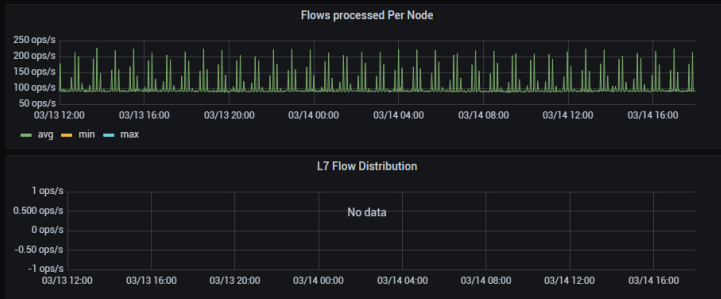 Flows processed Per Node
250 ops/s
200 ops/s
150 ops/s
100 ops/s
50 ops/s
03/13 12:00 03/13 16:00 03/13 20:00 03/14 00:00 03/14 04:00 03/14 08:00 03/14 12:00 03/14 16:00
avg min max
L7 Flow Distribution
1 ops/s
0.500 ops/s
0 ops/s
-0.50 ops/s
-1 ops/s
No data
03/13 12:00 03/13 16:00 03/13 20:00 03/14 00:00 03/14 04:00 03/14 08:00 03/14 12:00 03/14 16:00